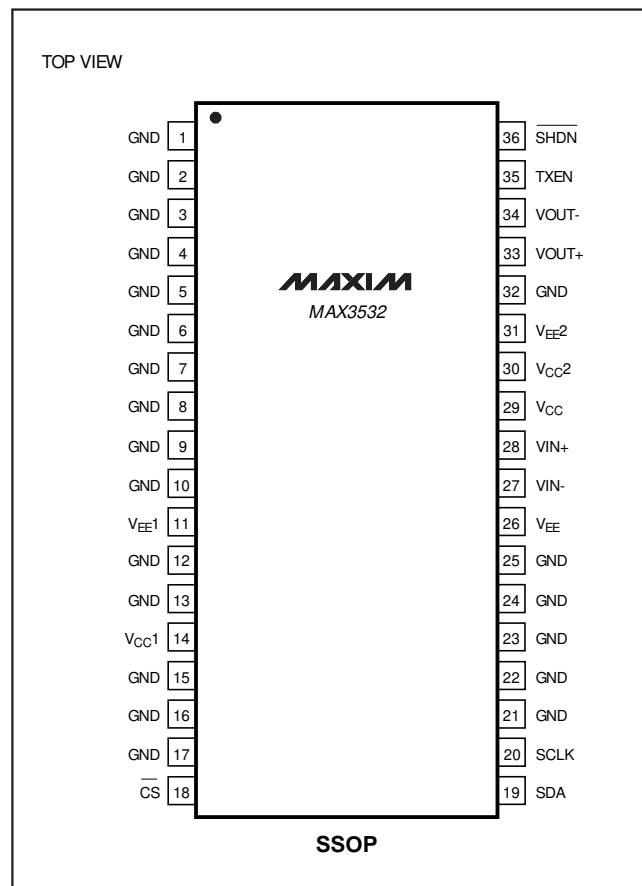 TOP VIEW
GND 1
GND 2
GND 3
GND 4
GND 5
GND 6
GND 7
GND 8
GND 9
GND 10
VEE1 11
GND 12
GND 13
VCC1 14
GND 15
GND 16
GND 17
CS 18
MAXIM
MAX3532
36 SHDN
35 TXEN
34 VOUT-
33 VOUT+
32 GND
31 VEE2
30 VCC2
29 VCC
28 VIN+
27 VIN-
26 VEE
25 GND
24 GND
23 GND
22 GND
21 GND
20 SCLK
19 SDA
SSOP